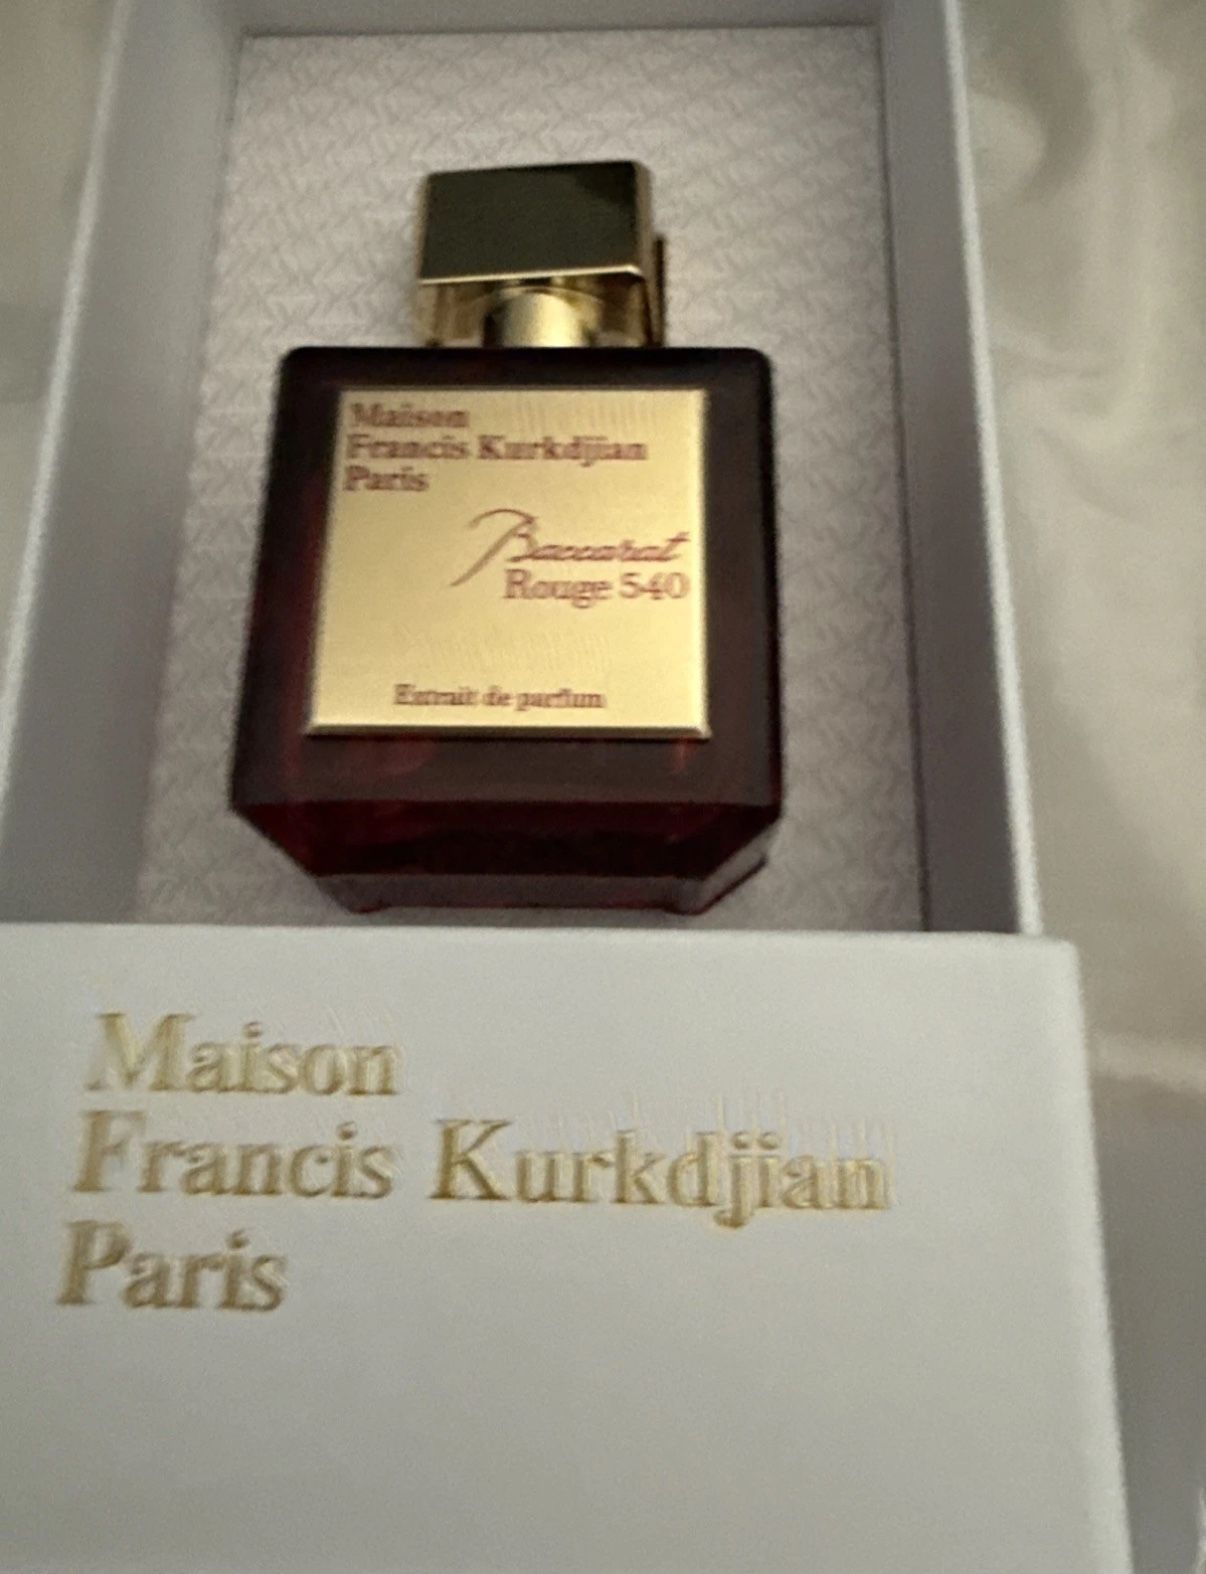 Maison
Francis Kurkdjian
Paris
Baccarat
Rouge 540
Extrait de parfum
Maison
Francis Kurkdjian
Paris